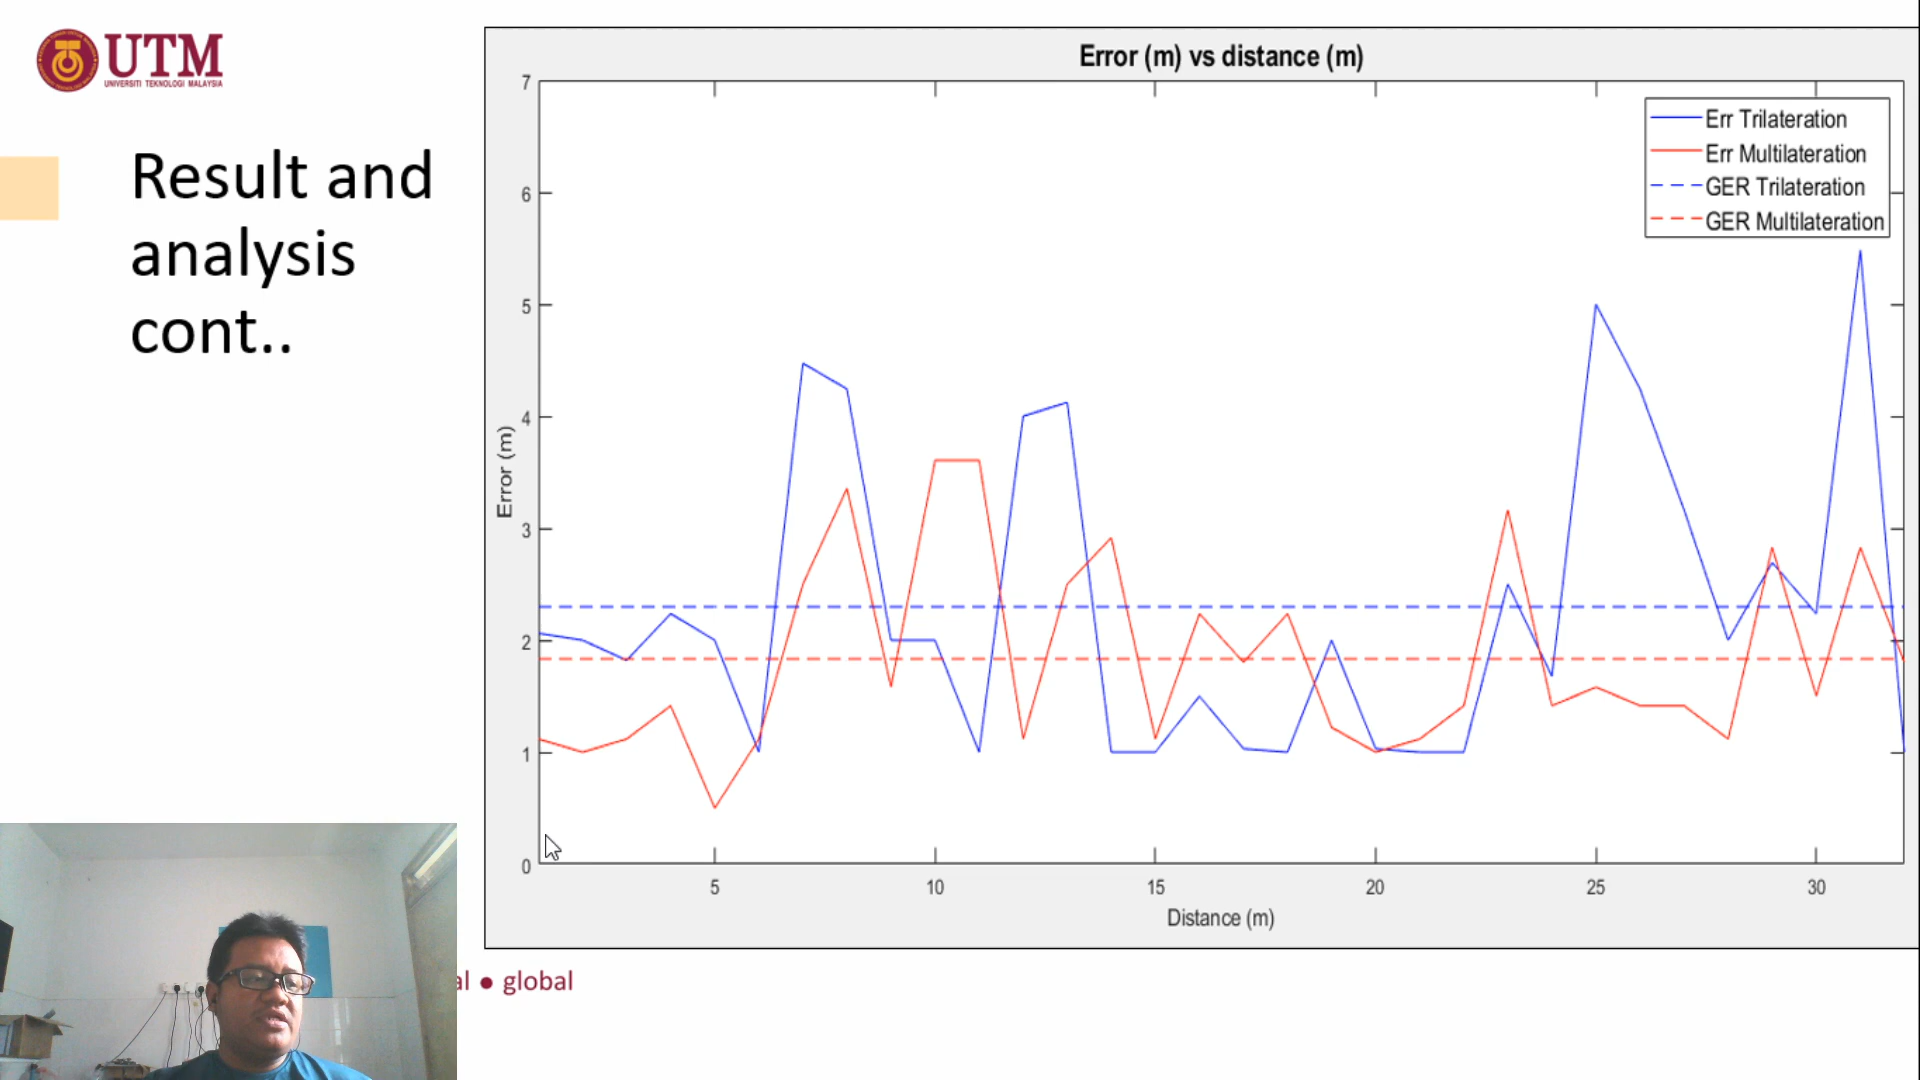 UTM
UNIVERSITI TEKNOLOGI MALAYSIA
Result and
analysis
cont..
Error (m) vs distance (m)
Err Trilateration
Err Multilateration
GER Trilateration
GER Multilateration
7
6
5
4
3
2
1
0
Error (m)
5 10 15 20 25 30
Distance (m)
al ● global